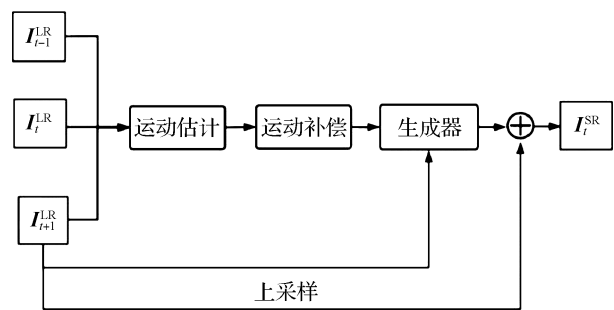 I_{t-1}^{LR}
I_t^{LR}
运动估计
运动补偿
生成器
I_t^{SR}
I_{t+1}^{LR}
上采样